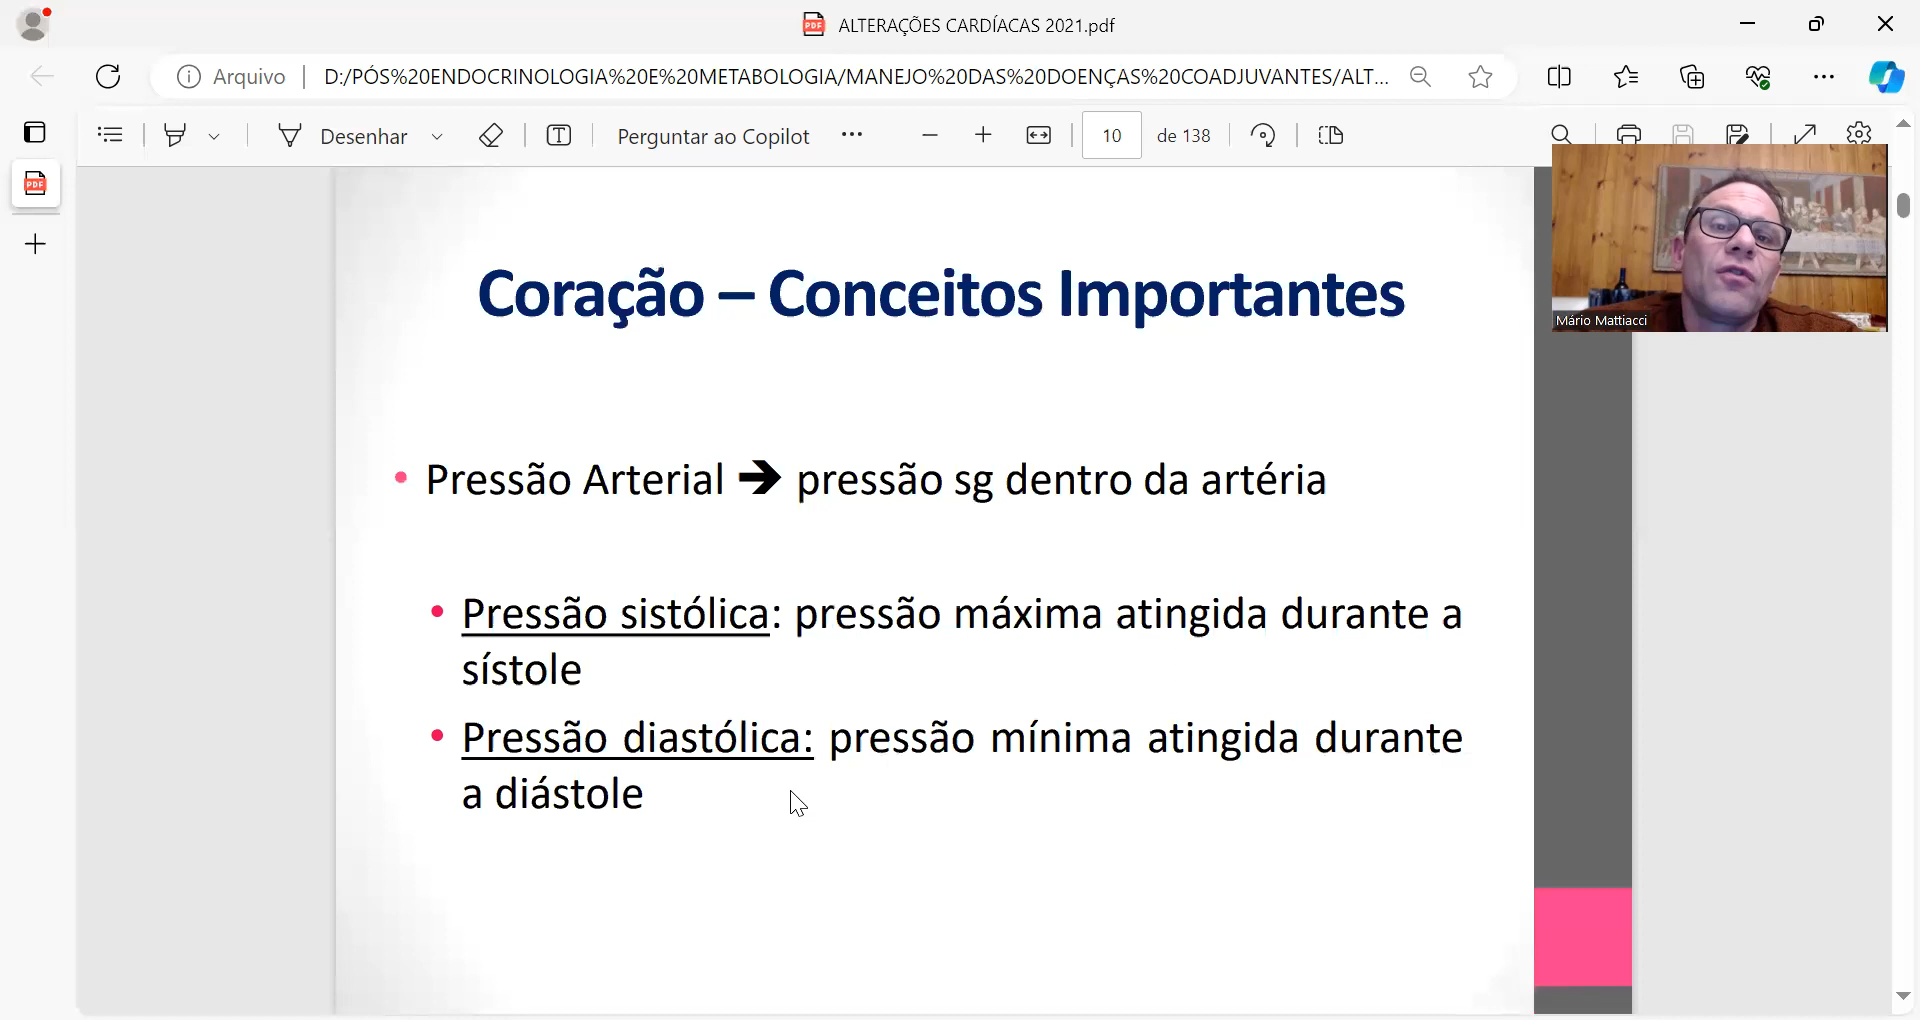 ALTERAÇÕES CARDÍACAS 2021.pdf
Arquivo
D:/PÓS%20ENDOCRINOLOGIA%20E%20METABOLOGIA/MANEJO%20DAS%20DOENÇAS%20COADJUVANTES/ALT...
Desenhar
Perguntar ao Copilot
10
de 138
PDF
Mário Mattiacci
Coração – Conceitos Importantes
• Pressão Arterial ➔ pressão sg dentro da artéria
• Pressão sistólica: pressão máxima atingida durante a
sístole
• Pressão diastólica: pressão mínima atingida durante
a diástole